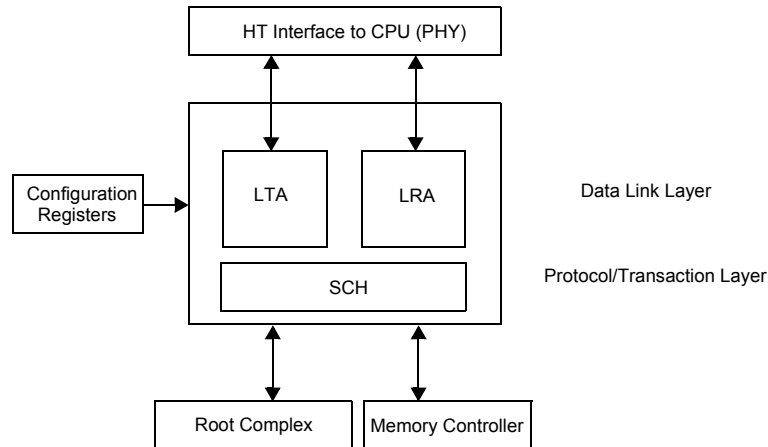 HT Interface to CPU (PHY)
LTA
LRA
Configuration
Registers
Data Link Layer
Protocol/Transaction Layer
SCH
Root Complex
Memory Controller